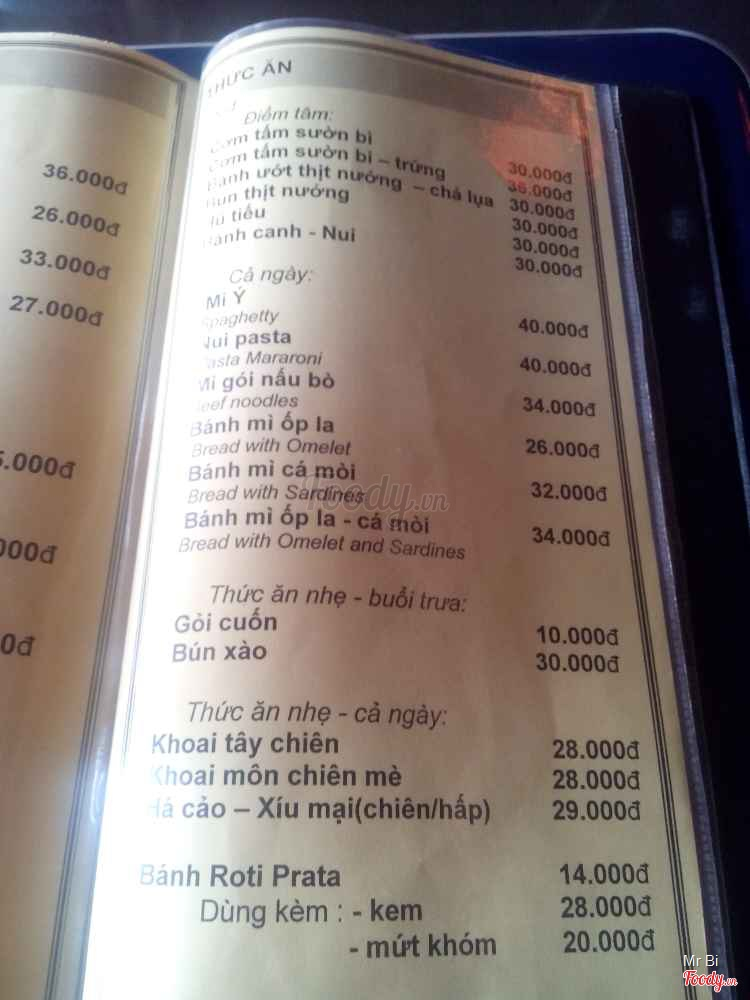 36.000đ
26.000đ
33.000đ
27.000đ
.000đ
000đ
0đ
THỨC ĂN
Điểm tâm:
Cơm tấm sườn bì 30.000đ
Cơm tấm sườn bì – trứng 36.000đ
Bánh ướt thịt nướng – chả lụa 30.000đ
Bún thịt nướng 30.000đ
Hủ tiếu 30.000đ
Bánh canh - Nui 30.000đ
Cả ngày:
Mì Ý 40.000đ
Spaghetty
Nui pasta 40.000đ
Pasta Mararoni
Mì gói nấu bò 34.000đ
Beef noodles
Bánh mì ốp la 26.000đ
Bread with Omelet
Bánh mì cá mòi 32.000đ
Bread with Sardines
Bánh mì ốp la - cá mòi 34.000đ
Bread with Omelet and Sardines
Thức ăn nhẹ - buổi trưa:
Gỏi cuốn 10.000đ
Bún xào 30.000đ
Thức ăn nhẹ - cả ngày:
Khoai tây chiên 28.000đ
Khoai môn chiên mè 28.000đ
Há cảo – Xíu mại(chiên/hấp) 29.000đ
Bánh Roti Prata 14.000đ
Dùng kèm : - kem 28.000đ
- mứt khóm 20.000đ
Foody.vn
Mr Bi
Foody.vn